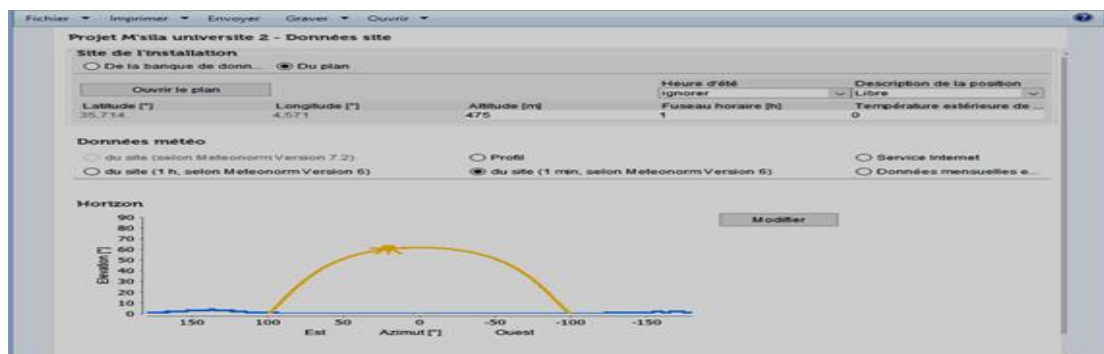 Fichier Imprimer Envoyer Graver Ouvrir
Projet M'sila universite 2 - Données site
Site de l'installation
De la banque de donn... Du plan
Ouvrir le plan
Heure d'été Description de la position
ignorer Libre
Latitude [°] Longitude [°] Altitude [m] Fuseau horaire [h] Température extérieure de ...
35,714 4,571 475 1 0
Données météo
du site (selon Meteonorm Version 7.2) Profil Service Internet
du site (1 h, selon Meteonorm Version 6) du site (1 min, selon Meteonorm Version 6) Données mensuelles e...
Horizon
Modifier
90
80
70
60
50
40
30
20
10
0
Elevation [°]
150 100 50 0 -50 -100 -150
Est Azimut [°] Ouest